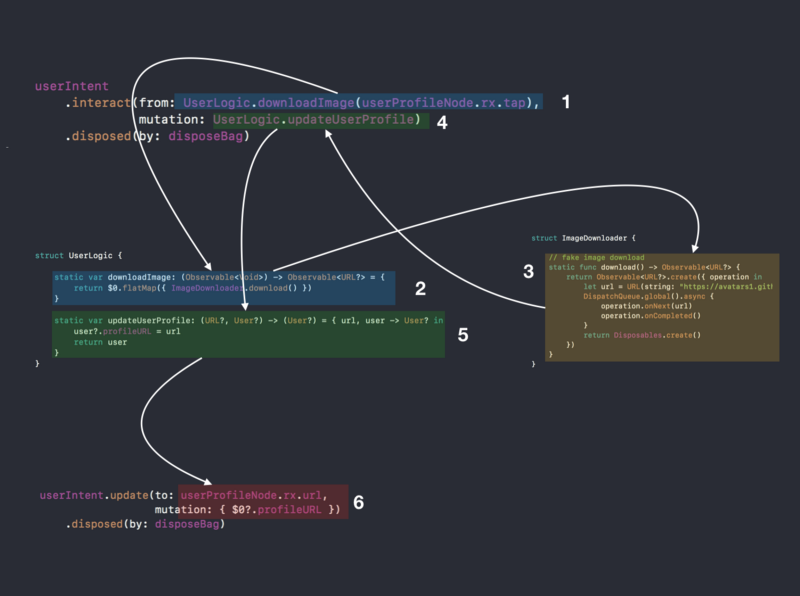 userIntent
.interact(from: UserLogic.downloadImage(userProfileNode.rx.tap),
1
mutation: UserLogic.updateUserProfile)
4
.disposed(by: disposeBag)
struct UserLogic {
static var downloadImage: (Observable<Void>) -> Observable<URL?> = {
return $0.flatMap({ ImageDownloader.download() })
}
2
static var updateUserProfile: (URL?, User?) -> (User?) = { url, user -> User? in
user?.profileURL = url
return user
}
5
}
struct ImageDownloader {
// fake image download
static func download() -> Observable<URL?> {
3
return Observable<URL?>.create({ operation in
let url = URL(string: "https://avatars1.gith
DispatchQueue.global().async {
operation.onNext(url)
operation.onCompleted()
}
return Disposables.create()
})
}
}
userIntent.update(to: userProfileNode.rx.url,
mutation: { $0?.profileURL })
6
.disposed(by: disposeBag)